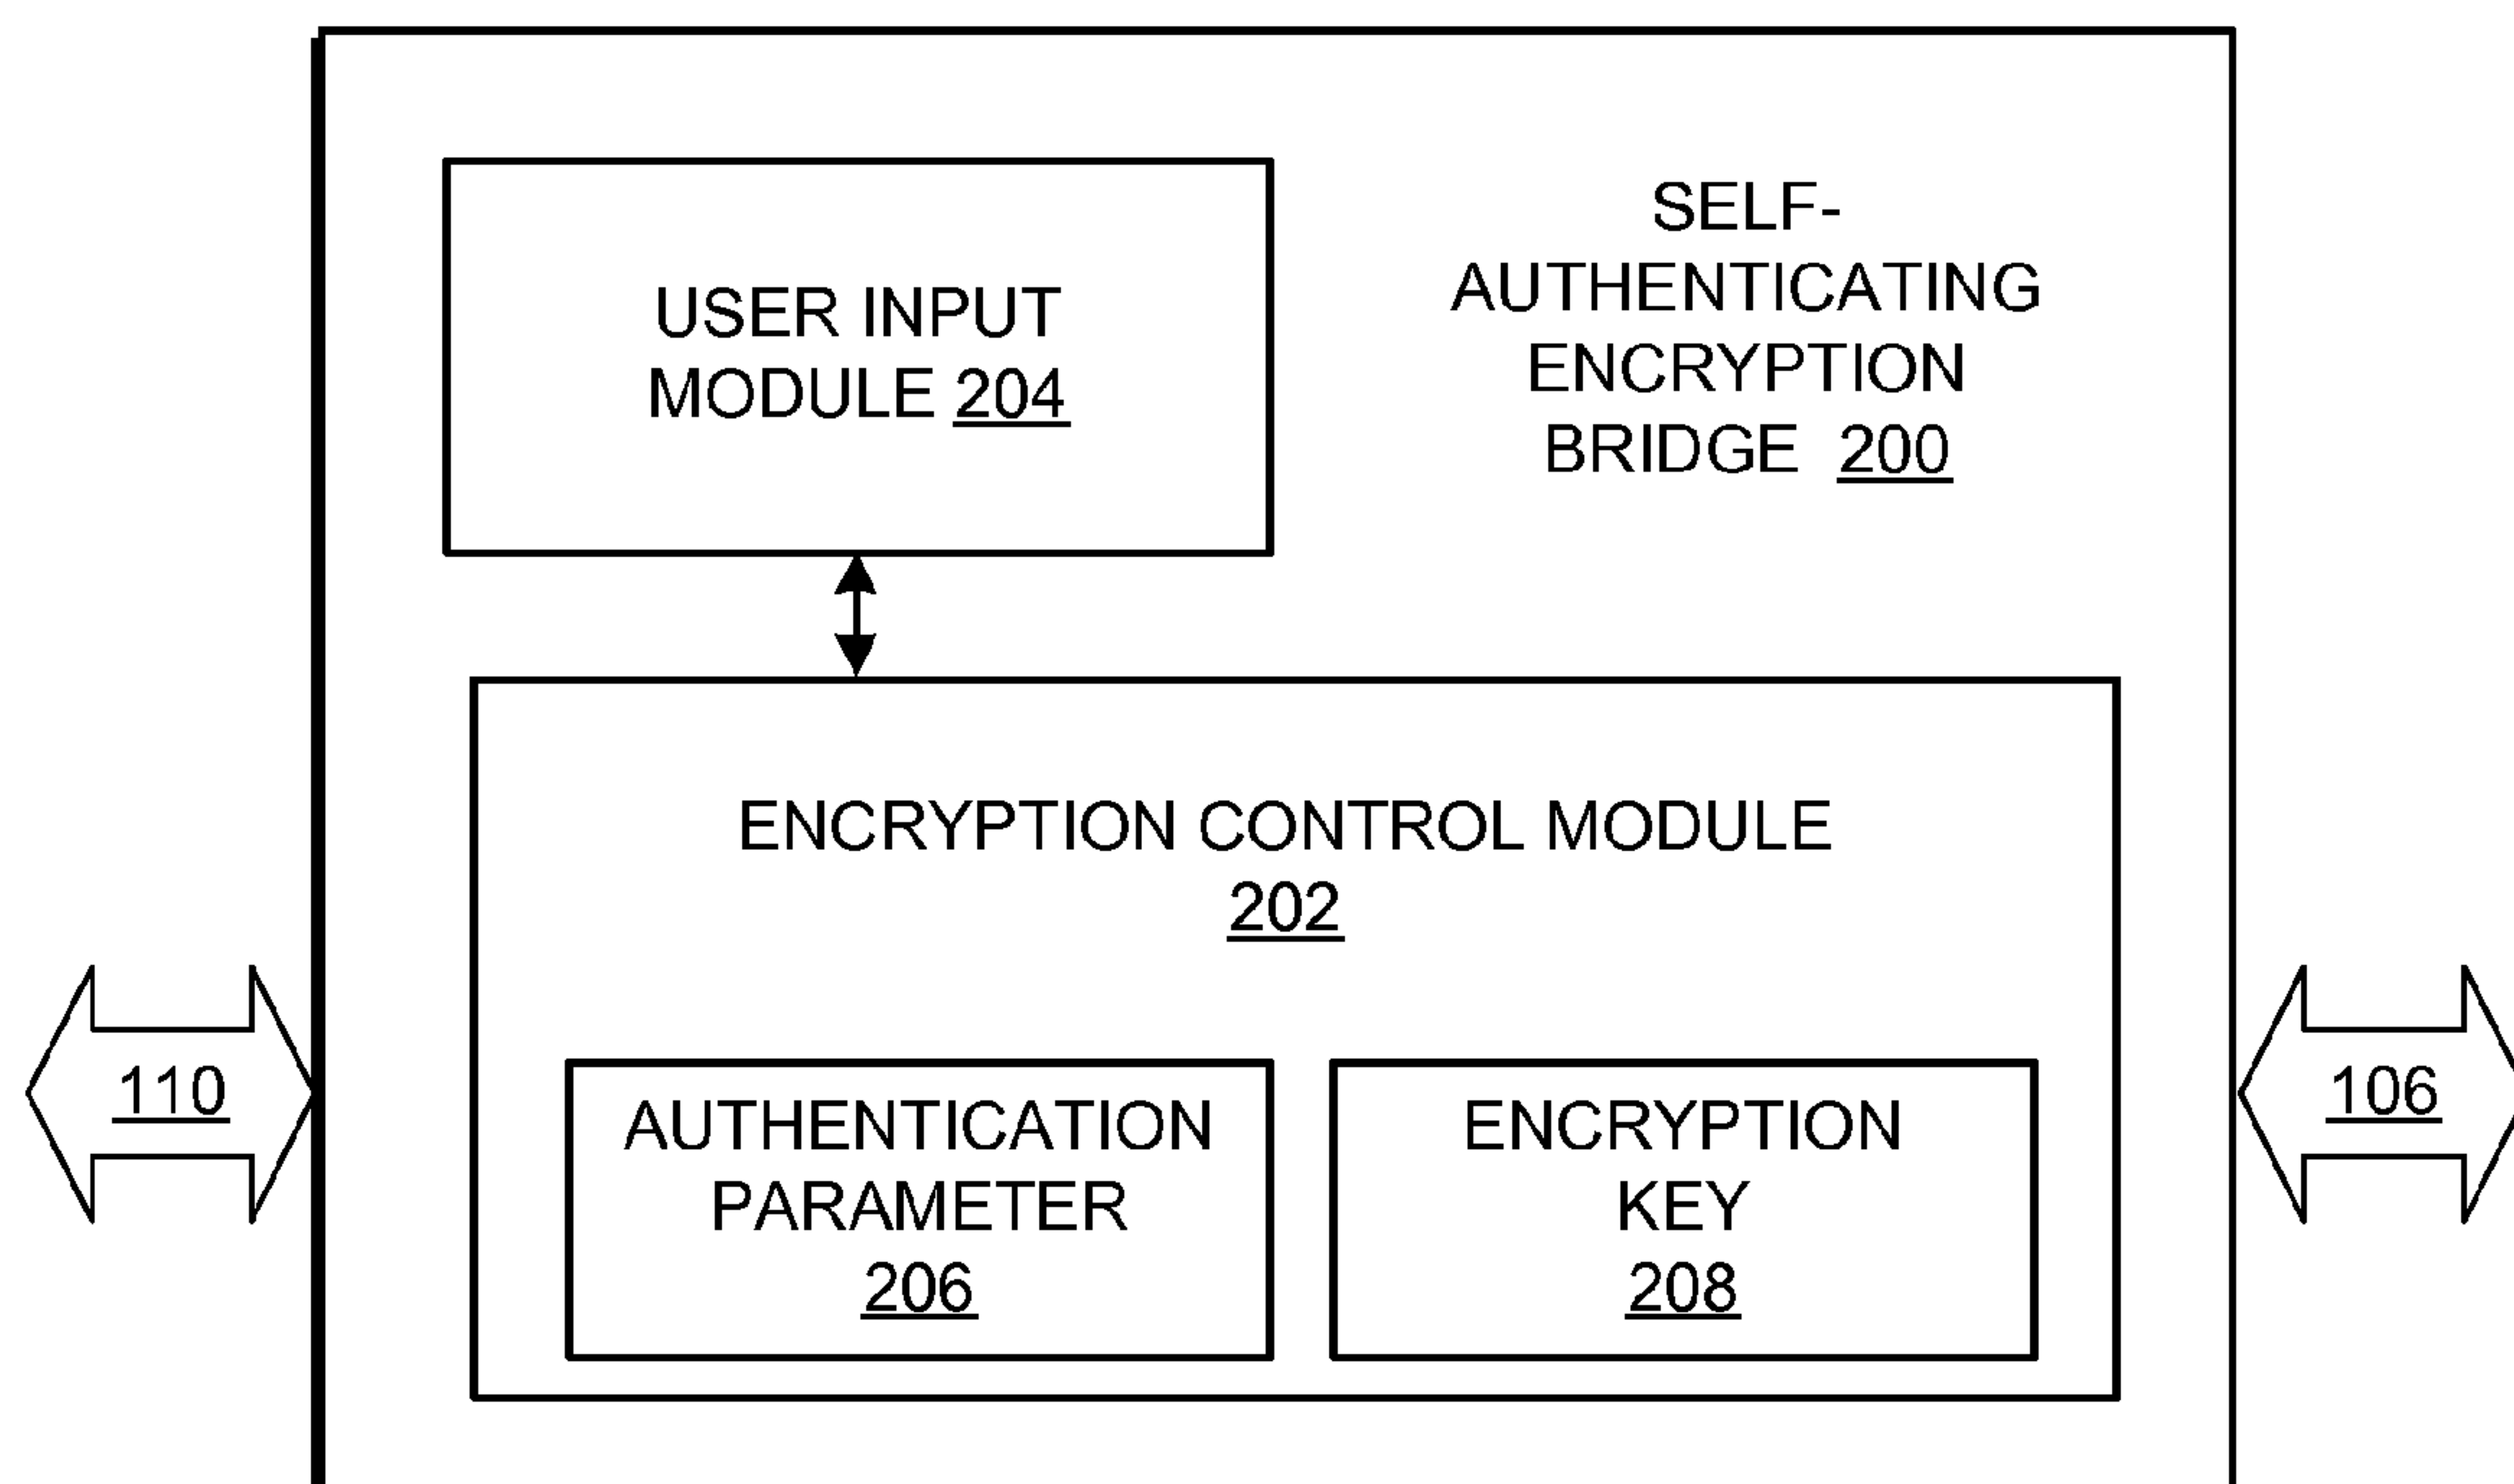 USER INPUT
MODULE 204
SELF-
AUTHENTICATING
ENCRYPTION
BRIDGE 200
ENCRYPTION CONTROL MODULE
202
110
AUTHENTICATION
PARAMETER
206
ENCRYPTION
KEY
208
106